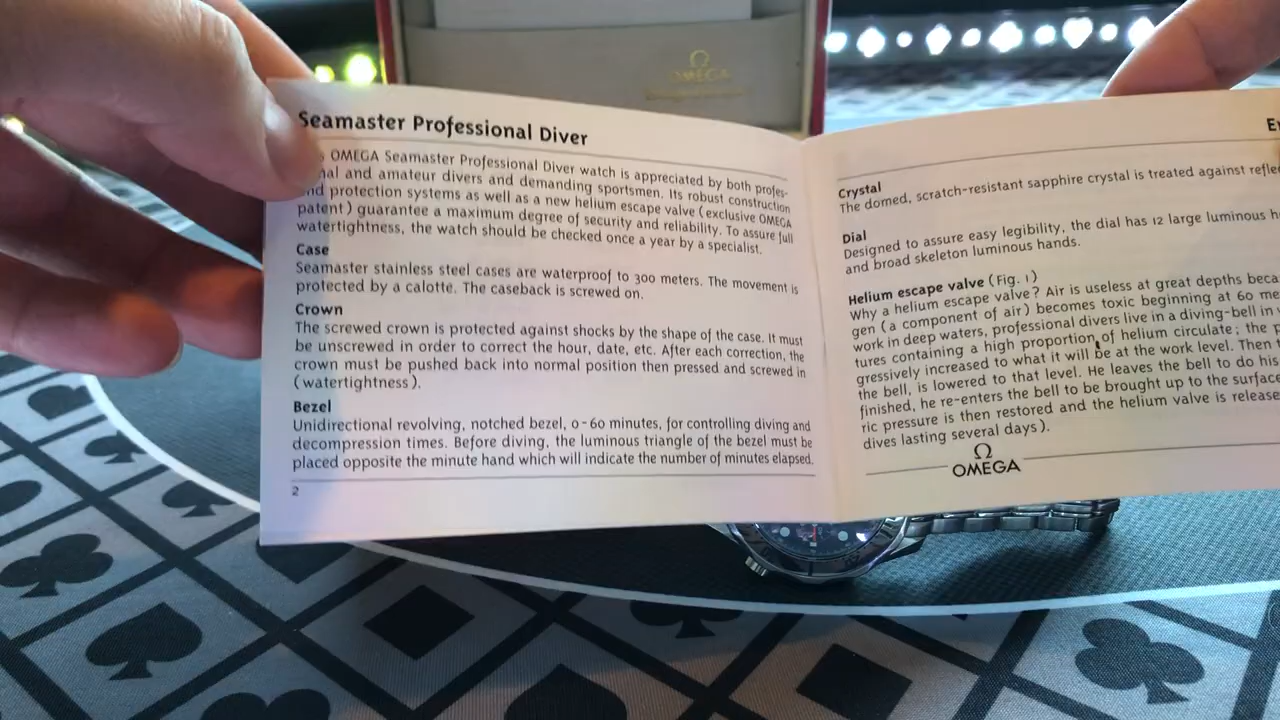 OMEGA
Seamaster Professional Diver
OMEGA Seamaster Professional Diver watch is appreciated by both profes-
and amateur divers and demanding sportsmen. Its robust construction
protection systems as well as a new helium escape valve (exclusive OMEGA
patent) guarantee a maximum degree of security and reliability. To assure full
watertightness, the watch should be checked once a year by a specialist.
Case
Seamaster stainless steel cases are waterproof to 300 meters. The movement is
protected by a calotte. The caseback is screwed on.
Crown
The screwed crown is protected against shocks by the shape of the case. It must
be unscrewed in order to correct the hour, date, etc. After each correction, the
crown must be pushed back into normal position then pressed and screwed in
(watertightness).
Bezel
Unidirectional revolving, notched bezel, 0-60 minutes, for controlling diving and
decompression times. Before diving, the luminous triangle of the bezel must be
placed opposite the minute hand which will indicate the number of minutes elapsed.
2
Crystal
The domed, scratch-resistant sapphire crystal is treated against
Dial
Designed to assure easy legibility, the dial has 12 large luminous
and broad skeleton luminous hands.
Helium escape valve (Fig. 1)
Why a helium escape valve? Air is useless at great depths
gen (a component of air) becomes toxic beginning at 60
work in deep waters, professional divers live in a diving-bell in
tures containing a high proportion of helium circulate; the
gressively increased to what it will be at the work level. Then
the bell, is lowered to that level. He leaves the bell to do his
finished, he re-enters the bell to be brought up to the surface
ric pressure is then restored and the helium valve is
dives lasting several days).
OMEGA